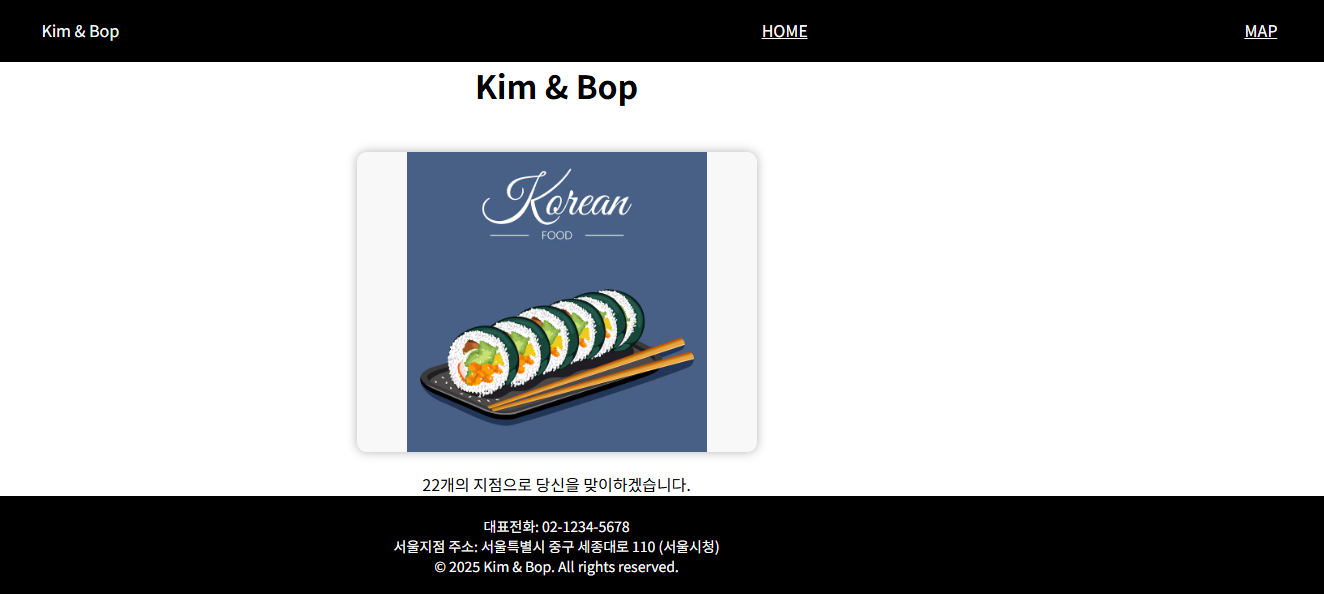 Kim & Bop HOME MAP
Kim & Bop
Korean
FOOD
22개의 지점으로 당신을 맞이하겠습니다.
대표전화: 02-1234-5678
서울지점 주소: 서울특별시 중구 세종대로 110 (서울시청)
© 2025 Kim & Bop. All rights reserved.